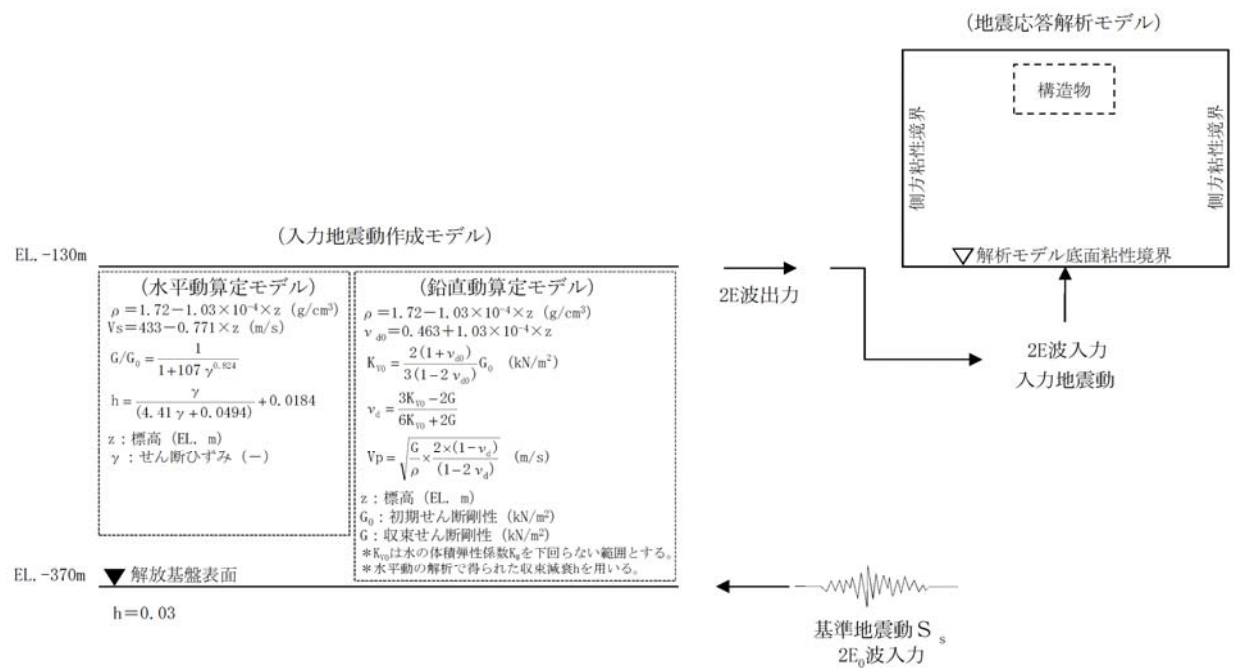 (地震応答解析モデル)
構造物
側方粘性境界
側方粘性境界
▽解析モデル底面粘性境界
(入力地震動作成モデル)
EL.-130m
(水平動算定モデル)
ρ=1.72-1.03×10⁻⁴×z (g/cm³)
Vs=433-0.771×z (m/s)
G/G₀=1/(1+107γ^0.824)
h=γ/(4.41γ+0.0494)+0.0184
z:標高 (EL. m)
γ:せん断ひずみ (-)
(鉛直動算定モデル)
ρ=1.72-1.03×10⁻⁴×z (g/cm³)
ν_d0=0.463+1.03×10⁻⁴×z
K_V0=2(1+ν_d0)/3(1-2ν_d0) G₀ (kN/m²)
ν_d=(3K_V0-2G)/(6K_V0+2G)
Vp=√(G/ρ×2×(1-ν_d)/(1-2ν_d)) (m/s)
z:標高 (EL. m)
G₀:初期せん断剛性 (kN/m²)
G:収束せん断剛性 (kN/m²)
*K_V0は水の体積弾性係数K_wを下回らない範囲とする。
*水平動の解析で得られた収束減衰hを用いる。
2E波出力
2E波入力
入力地震動
EL.-370m
▼ 解放基盤表面
h=0.03
基準地震動Sₛ
2E₀波入力